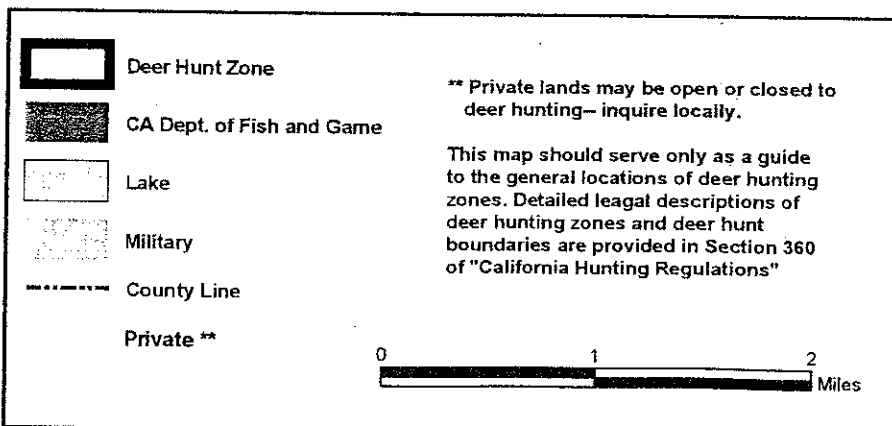 Deer Hunt Zone
CA Dept. of Fish and Game
Lake
Military
County Line
Private **
** Private lands may be open or closed to
deer hunting-- inquire locally.
This map should serve only as a guide
to the general locations of deer hunting
zones. Detailed leagal descriptions of
deer hunting zones and deer hunt
boundaries are provided in Section 360
of "California Hunting Regulations"
0 1 2
Miles